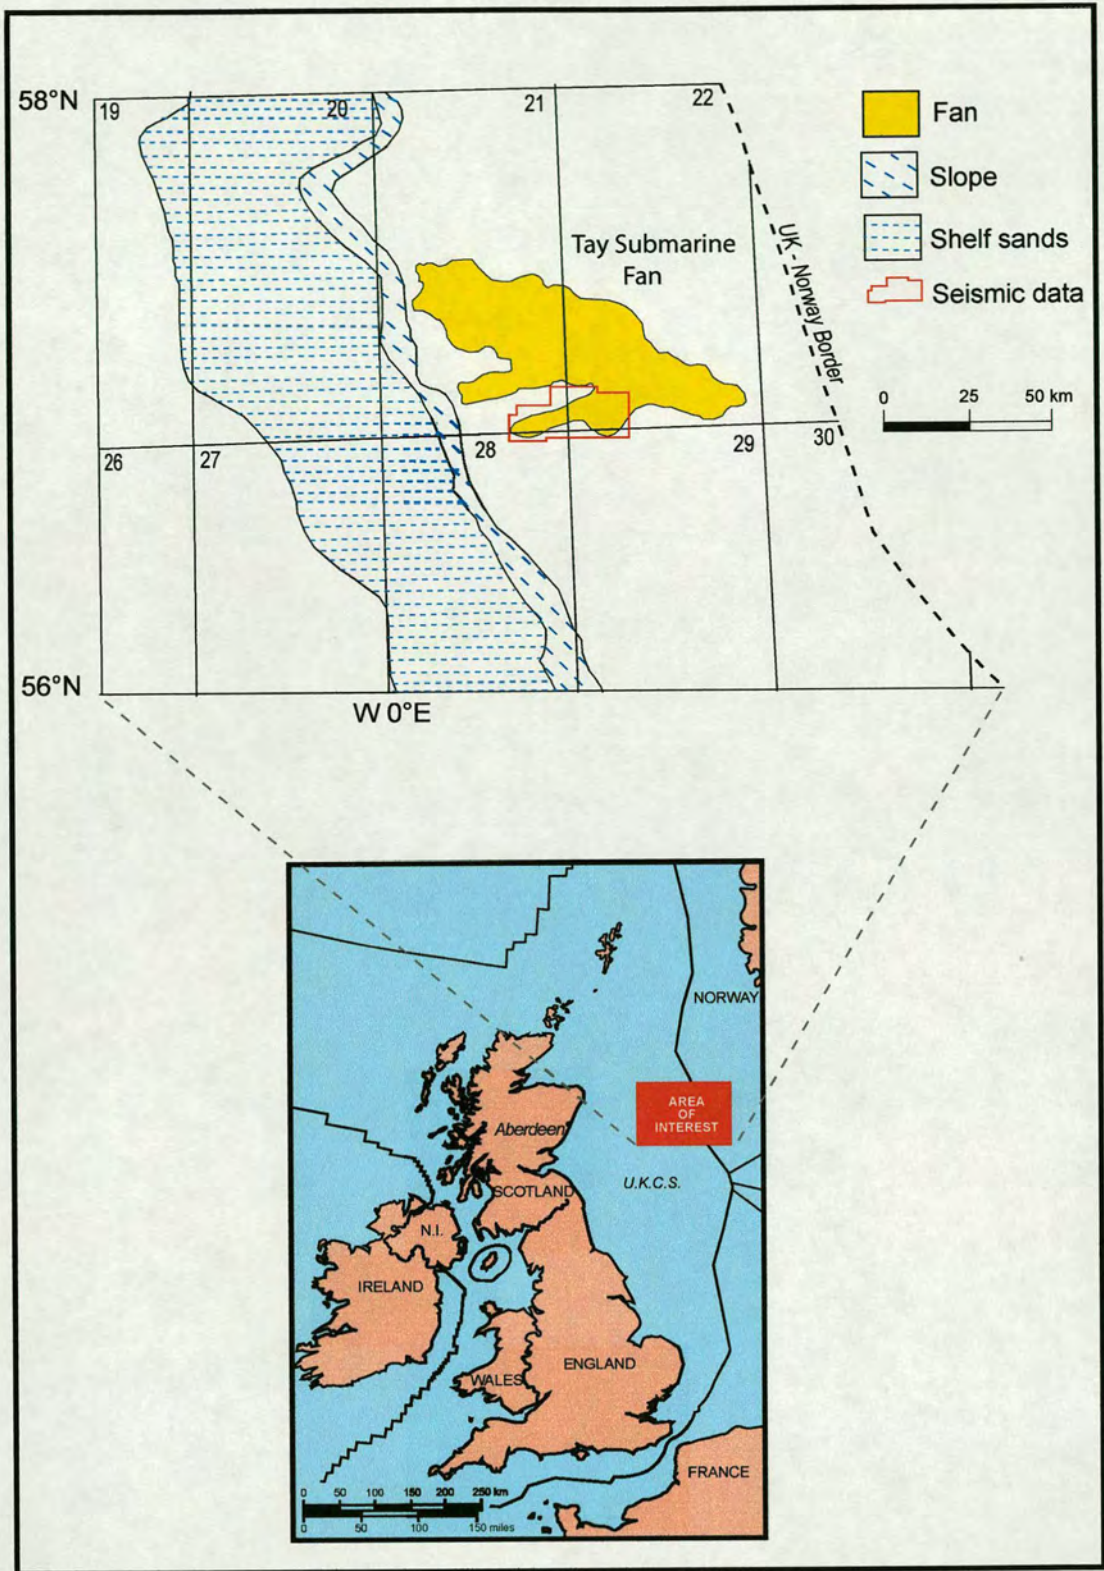 58°N
19
20
21
22
Fan
Slope
Shelf sands
Seismic data
Tay Submarine
Fan
UK - Norway Border
0 25 50 km
26
27
28
29
30
56°N
W 0°E
NORWAY
AREA
OF
INTEREST
Aberdeen
U.K.C.S.
SCOTLAND
N.I.
IRELAND
ENGLAND
WALES
FRANCE
0 50 100 150 200 250 km
0 50 100 150 miles